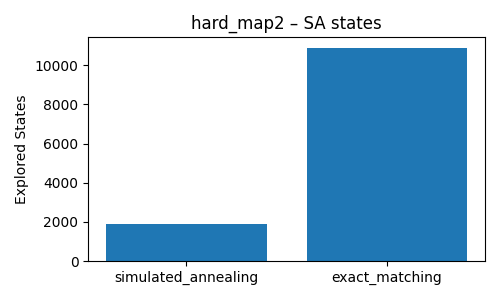 hard_map2 – SA states
Explored States
10000
8000
6000
4000
2000
0
simulated_annealing
exact_matching